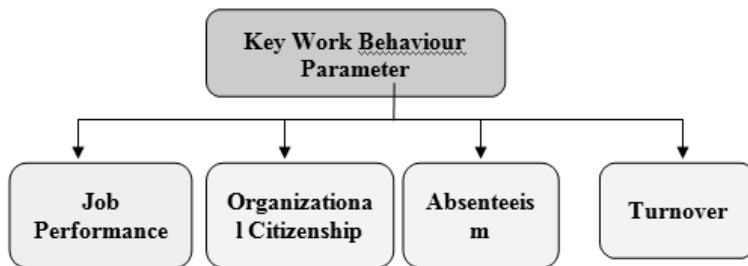 Key Work Behaviour
Parameter
Job
Performance
Organizationa
l Citizenship
Absenteeis
m
Turnover